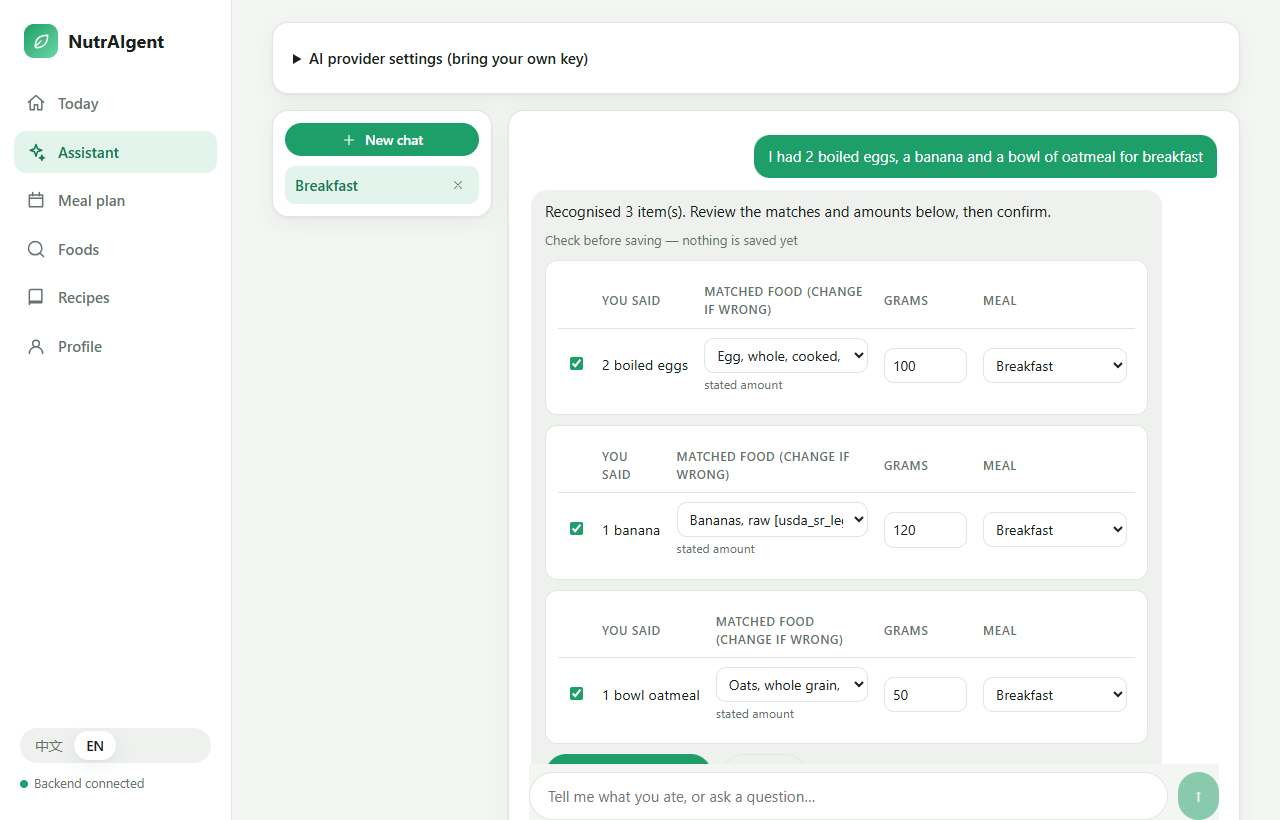 NutrAIgent
Today
Assistant
Meal plan
Foods
Recipes
Profile
中文 EN
Backend connected
AI provider settings (bring your own key)
New chat
Breakfast
I had 2 boiled eggs, a banana and a bowl of oatmeal for breakfast
Recognised 3 item(s). Review the matches and amounts below, then confirm.
Check before saving — nothing is saved yet
YOU SAID MATCHED FOOD (CHANGE IF WRONG) GRAMS MEAL
2 boiled eggs Egg, whole, cooked, 100 Breakfast
stated amount
YOU SAID MATCHED FOOD (CHANGE IF WRONG) GRAMS MEAL
1 banana Bananas, raw [usda_sr_leg 120 Breakfast
stated amount
YOU SAID MATCHED FOOD (CHANGE IF WRONG) GRAMS MEAL
1 bowl oatmeal Oats, whole grain, 50 Breakfast
stated amount
Tell me what you ate, or ask a question...